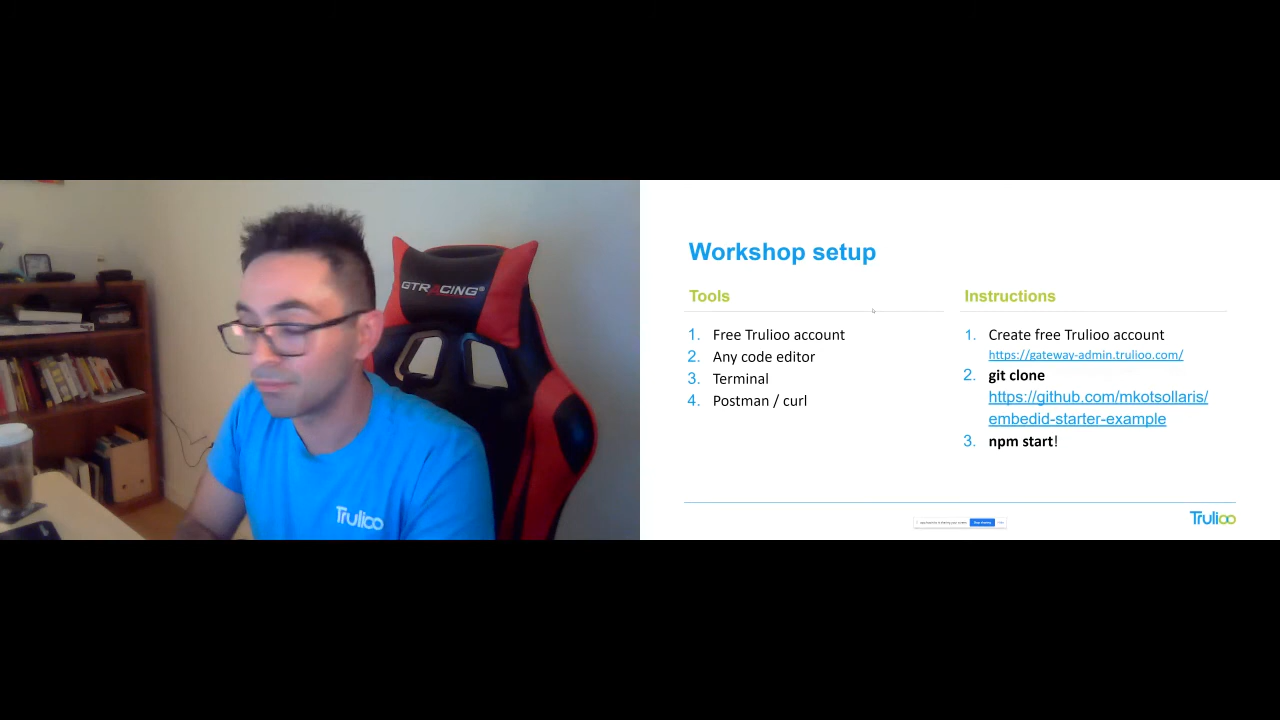 GTRACING
Trulioo
Workshop setup
Tools
1. Free Trulioo account
2. Any code editor
3. Terminal
4. Postman / curl
Instructions
1. Create free Trulioo account
https://gateway-admin.trulioo.com/
2. git clone
https://github.com/mkotsollaris/
embedid-starter-example
3. npm start!
Stop sharing
Trulioo